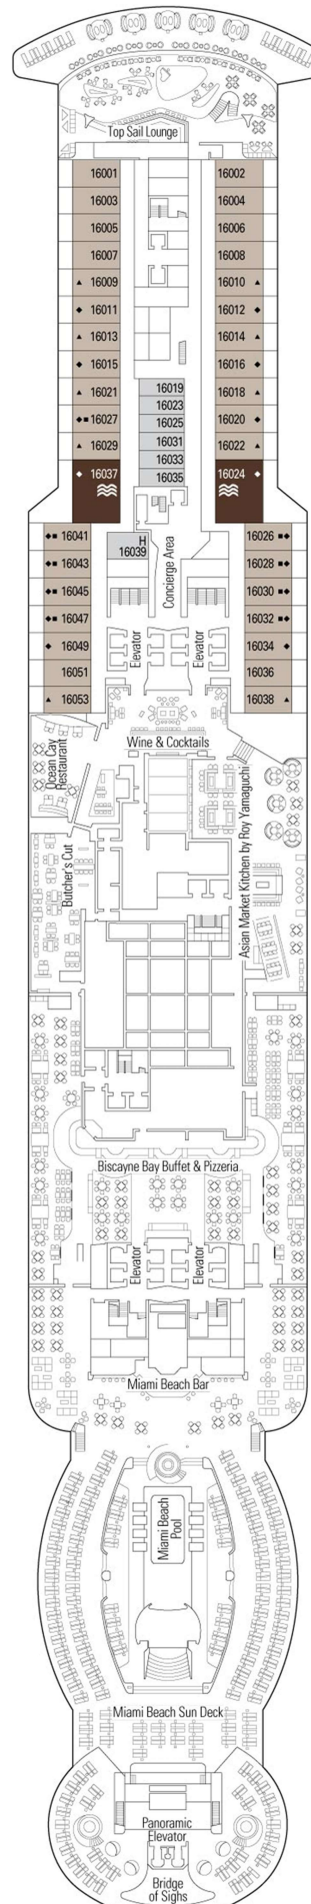 Top Sail Lounge
16001
16002
16003
16004
16005
16006
16007
16008
16009
16010
16011
16012
16013
16014
16015
16016
16019
16021
16018
16023
16027
16025
16020
16029
16031
16022
16033
16037
16035
16024
16041
H
16039
16026
16043
16028
16045
Concierge Area
16030
16047
16032
16049
Elevator
Elevator
16034
16051
16036
16053
16038
Wine & Cocktails
Ocean Cay
Restaurant
Butcher's Cut
Asian Market Kitchen by Roy Yamaguchi
Biscayne Bay Buffet & Pizzeria
Elevator
Elevator
Miami Beach Bar
Miami Beach
Pool
Miami Beach Sun Deck
Panoramic
Elevator
Bridge
of Sighs